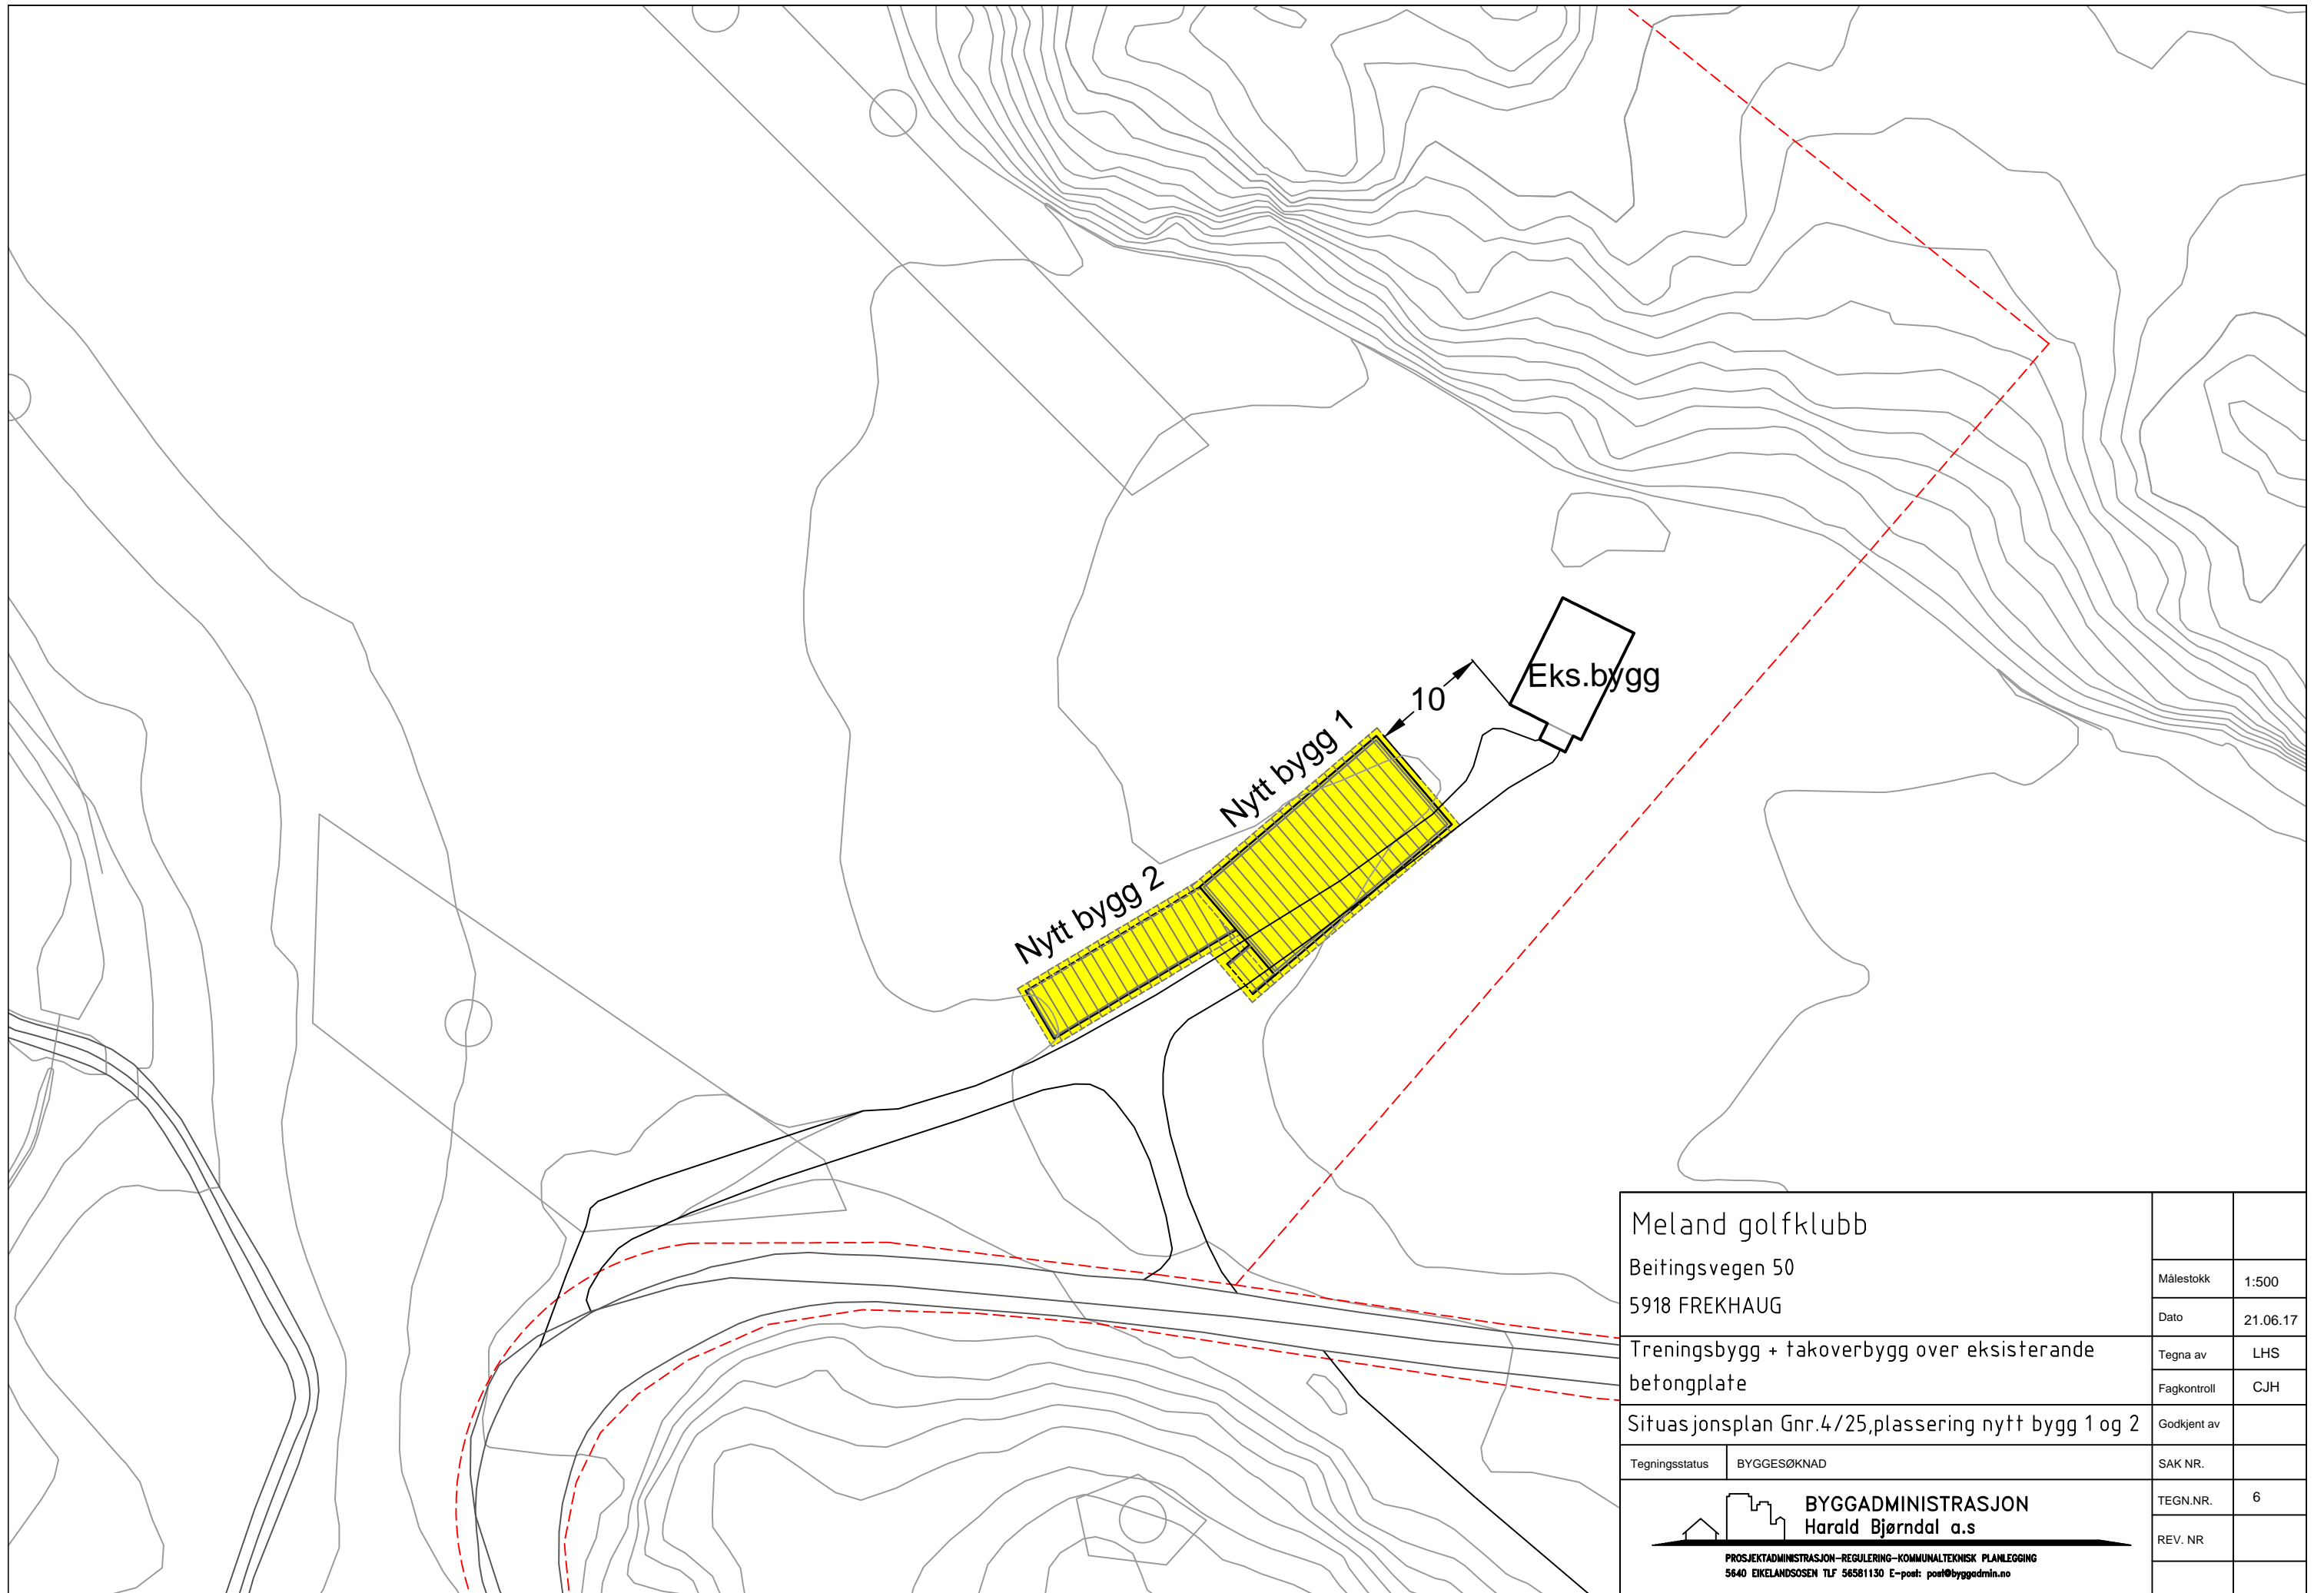 Eks.bygg
10
Nytt bygg 1
Nytt bygg 2
Meland golfklubb
Beitingsvegen 50
5918 FREKHAUG
Målestokk 1:500
Dato 21.06.17
Treningsbygg + takoverbygg over eksisterande
betongplate
Tegna av LHS
Fagkontroll CJH
Situasjonsplan Gnr.4/25,plassering nytt bygg 1 og 2
Godkjent av
Tegningsstatus BYGGESØKNAD
SAK NR.
TEGN.NR. 6
REV. NR
BYGGADMINISTRASJON
Harald Bjørndal a.s
PROSJEKTADMINISTRASJON-REGULERING-KOMMUNALTEKNISK PLANLEGGING
5640 EIKELANDSOSEN TLF 56581130 E-post: post@byggadmin.no